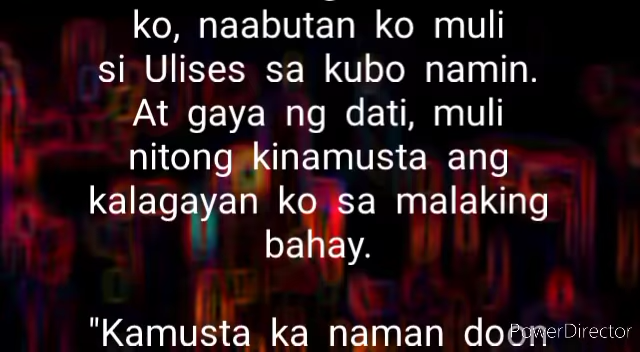 ko, naabutan ko muli
si Ulises sa kubo namin.
At gaya ng dati, muli
nitong kinamusta ang
kalagayan ko sa malaking
bahay.
"Kamusta ka naman doon
PowerDirector